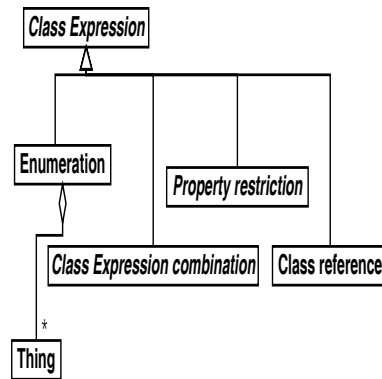 Class Expression
Enumeration
Property restriction
Class Expression combination
Class reference
*
Thing